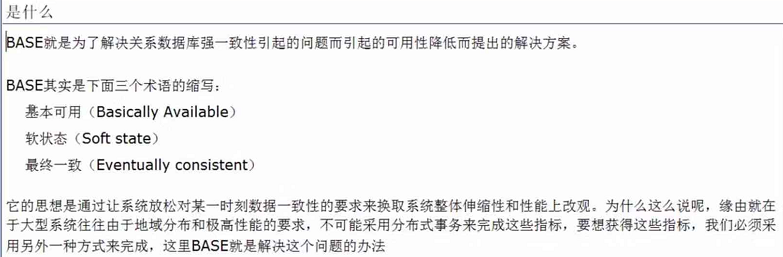 是什么
BASE就是为了解决关系数据库强一致性引起的问题而引起的可用性降低而提出的解决方案。
BASE其实是下面三个术语的缩写：
基本可用（Basically Available）
软状态（Soft state）
最终一致（Eventually consistent）
它的思想是通过让系统放松对某一时刻数据一致性的要求来换取系统整体伸缩性和性能上改观。为什么这么说呢，缘由就在
于大型系统往往由于地域分布和极高性能的要求，不可能采用分布式事务来完成这些指标，要想获得这些指标，我们必须采
用另外一种方式来完成，这里BASE就是解决这个问题的办法